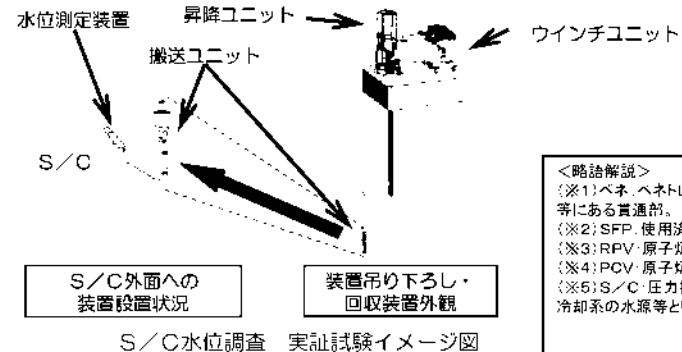 水位測定装置
昇降ユニット
ウインチユニット
搬送ユニット
S/C
S/C外面への
装置設置状況
装置吊り下ろし・
回収装置外観
S/C水位調査 実証試験イメージ図
<略語解説>
(※1)ペネ:ペネトレ
等にある貫通部。
(※2)SFP:使用済
(※3)RPV:原子炉
(※4)PCV:原子炉
(※5)S/C:圧力抑
冷却系の水源等と